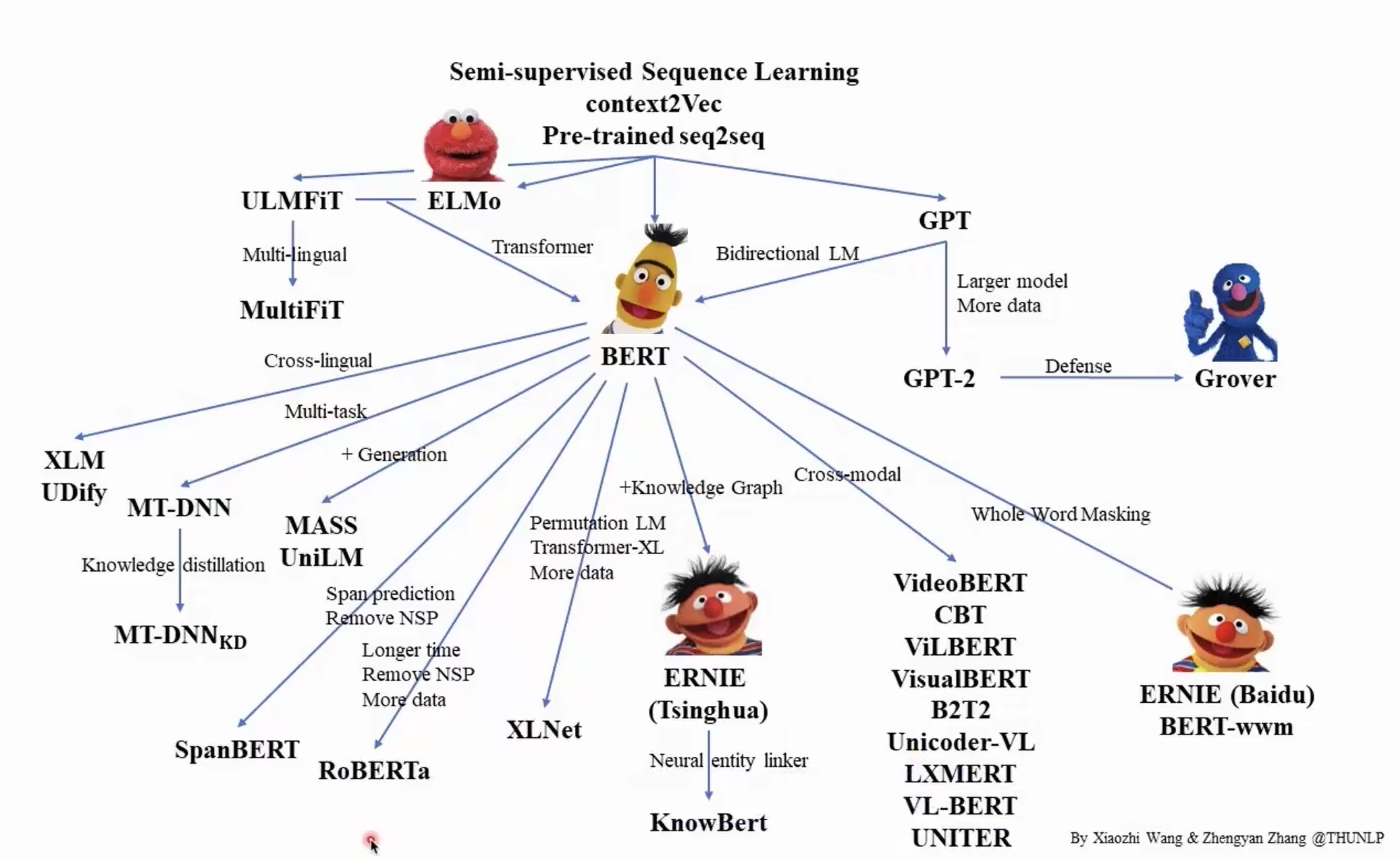 Semi-supervised Sequence Learning
context2Vec
Pre-trained seq2seq
ULMFiT
ELMo
GPT
Multi-lingual
Transformer
Bidirectional LM
Larger model
More data
MultiFiT
BERT
Cross-lingual
GPT-2
Defense
Grover
Multi-task
+ Generation
XLM
UDify
MT-DNN
MASS
UniLM
Knowledge distillation
MT-DNNKD
Span prediction
Remove NSP
Longer time
Remove NSP
More data
Permutation LM
Transformer-XL
More data
+Knowledge Graph
Cross-modal
Whole Word Masking
SpanBERT
RoBERTa
XLNet
ERNIE
(Tsinghua)
Neural entity linker
KnowBert
VideoBERT
CBT
ViLBERT
VisualBERT
B2T2
Unicoder-VL
LXMERT
VL-BERT
UNITER
ERNIE (Baidu)
BERT-wwm
By Xiaozhi Wang & Zhengyan Zhang @THUNLP